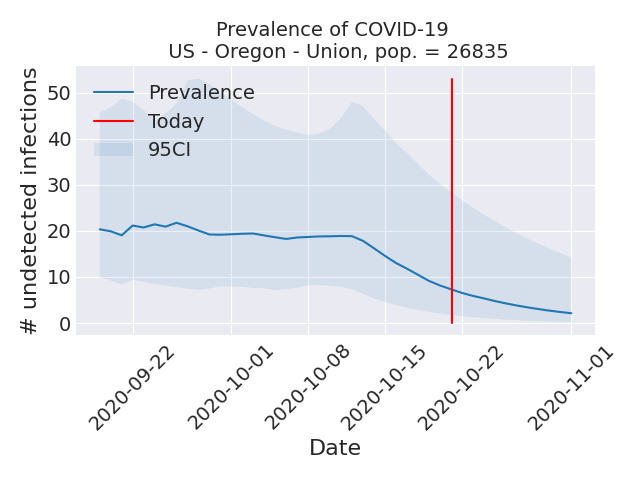 Prevalence of COVID-19
US - Oregon - Union, pop. = 26835
# undetected infections
50
40
30
20
10
0
Prevalence
Today
95CI
2020-09-22
2020-10-01
2020-10-08
2020-10-15
2020-10-22
2020-11-01
Date